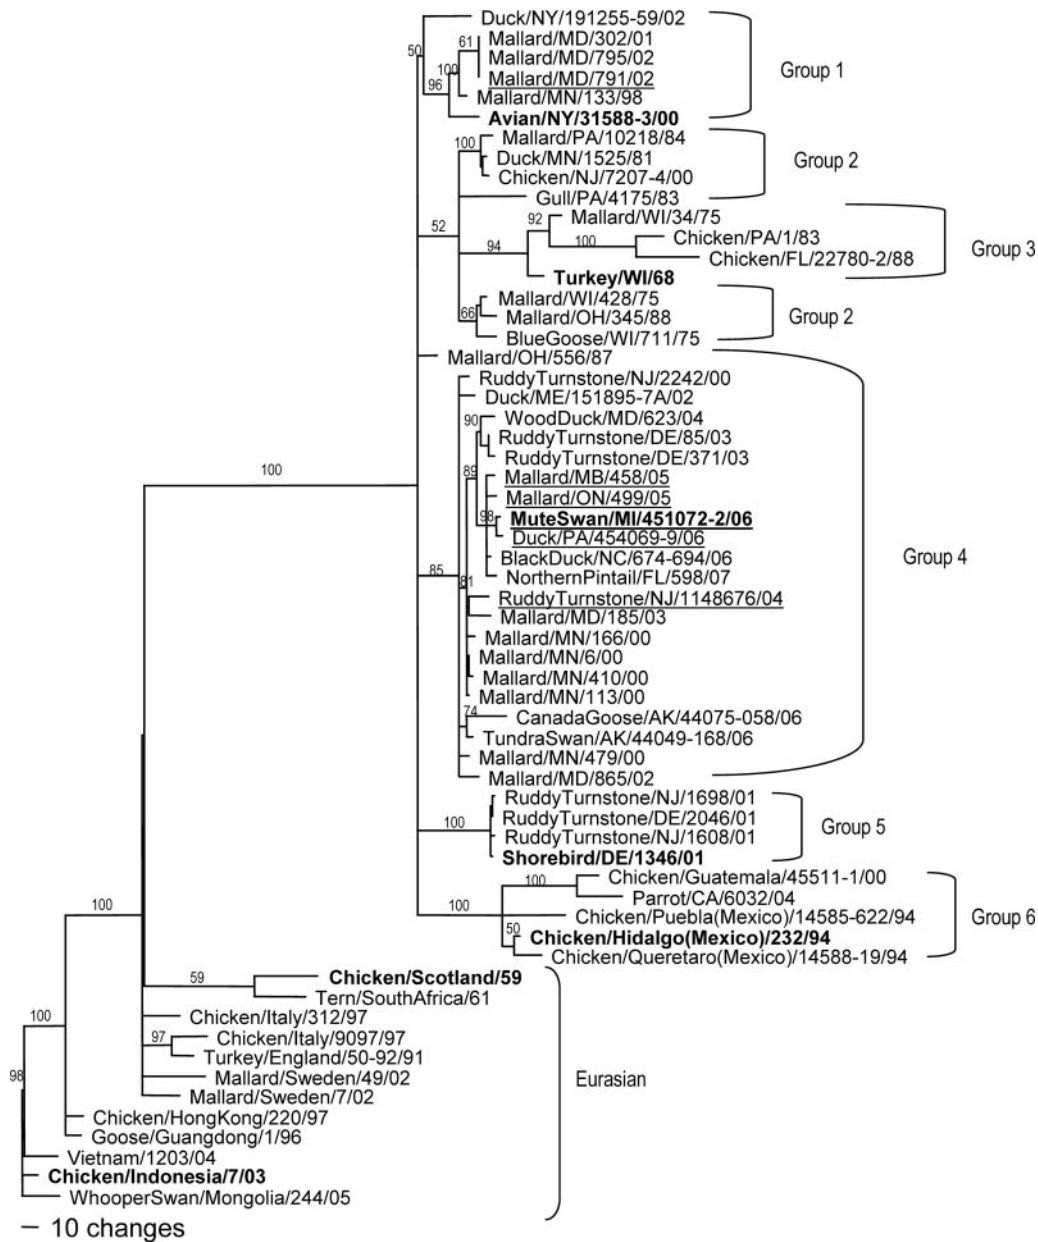 Duck/NY/191255-59/02
61
Mallard/MD/302/01
50
Mallard/MD/795/02
Group 1
100
Mallard/MD/791/02
96
Mallard/MN/133/98
Avian/NY/31588-3/00
100
Mallard/PA/10218/84
Duck/MN/1525/81
Group 2
Chicken/NJ/7207-4/00
Gull/PA/4175/83
92
Mallard/WI/34/75
52
100
Chicken/PA/1/83
94
Group 3
Chicken/FL/22780-2/88
Turkey/WI/68
Mallard/WI/428/75
66
Mallard/OH/345/88
Group 2
BlueGoose/WI/711/75
Mallard/OH/556/87
RuddyTurnstone/NJ/2242/00
Duck/ME/151895-7A/02
90
WoodDuck/MD/623/04
RuddyTurnstone/DE/85/03
RuddyTurnstone/DE/371/03
100
89
Mallard/MB/458/05
Mallard/ON/499/05
98
MuteSwan/MI/451072-2/06
Duck/PA/454069-9/06
BlackDuck/NC/674-694/06
Group 4
85
81
NorthernPintail/FL/598/07
RuddyTurnstone/NJ/1148676/04
Mallard/MD/185/03
Mallard/MN/166/00
Mallard/MN/6/00
Mallard/MN/410/00
Mallard/MN/113/00
74
CanadaGoose/AK/44075-058/06
TundraSwan/AK/44049-168/06
Mallard/MN/479/00
Mallard/MD/865/02
RuddyTurnstone/NJ/1698/01
100
RuddyTurnstone/DE/2046/01
Group 5
RuddyTurnstone/NJ/1608/01
Shorebird/DE/1346/01
100
Chicken/Guatemala/45511-1/00
Parrot/CA/6032/04
100
100
Chicken/Puebla(Mexico)/14585-622/94
Group 6
50
Chicken/Hidalgo(Mexico)/232/94
Chicken/Queretaro(Mexico)/14588-19/94
59
Chicken/Scotland/59
Tern/SouthAfrica/61
100
Chicken/Italy/312/97
97
Chicken/Italy/9097/97
Turkey/England/50-92/91
98
Mallard/Sweden/49/02
Eurasian
Mallard/Sweden/7/02
Chicken/HongKong/220/97
Goose/Guangdong/1/96
Vietnam/1203/04
Chicken/Indonesia/7/03
WhooperSwan/Mongolia/244/05
10 changes